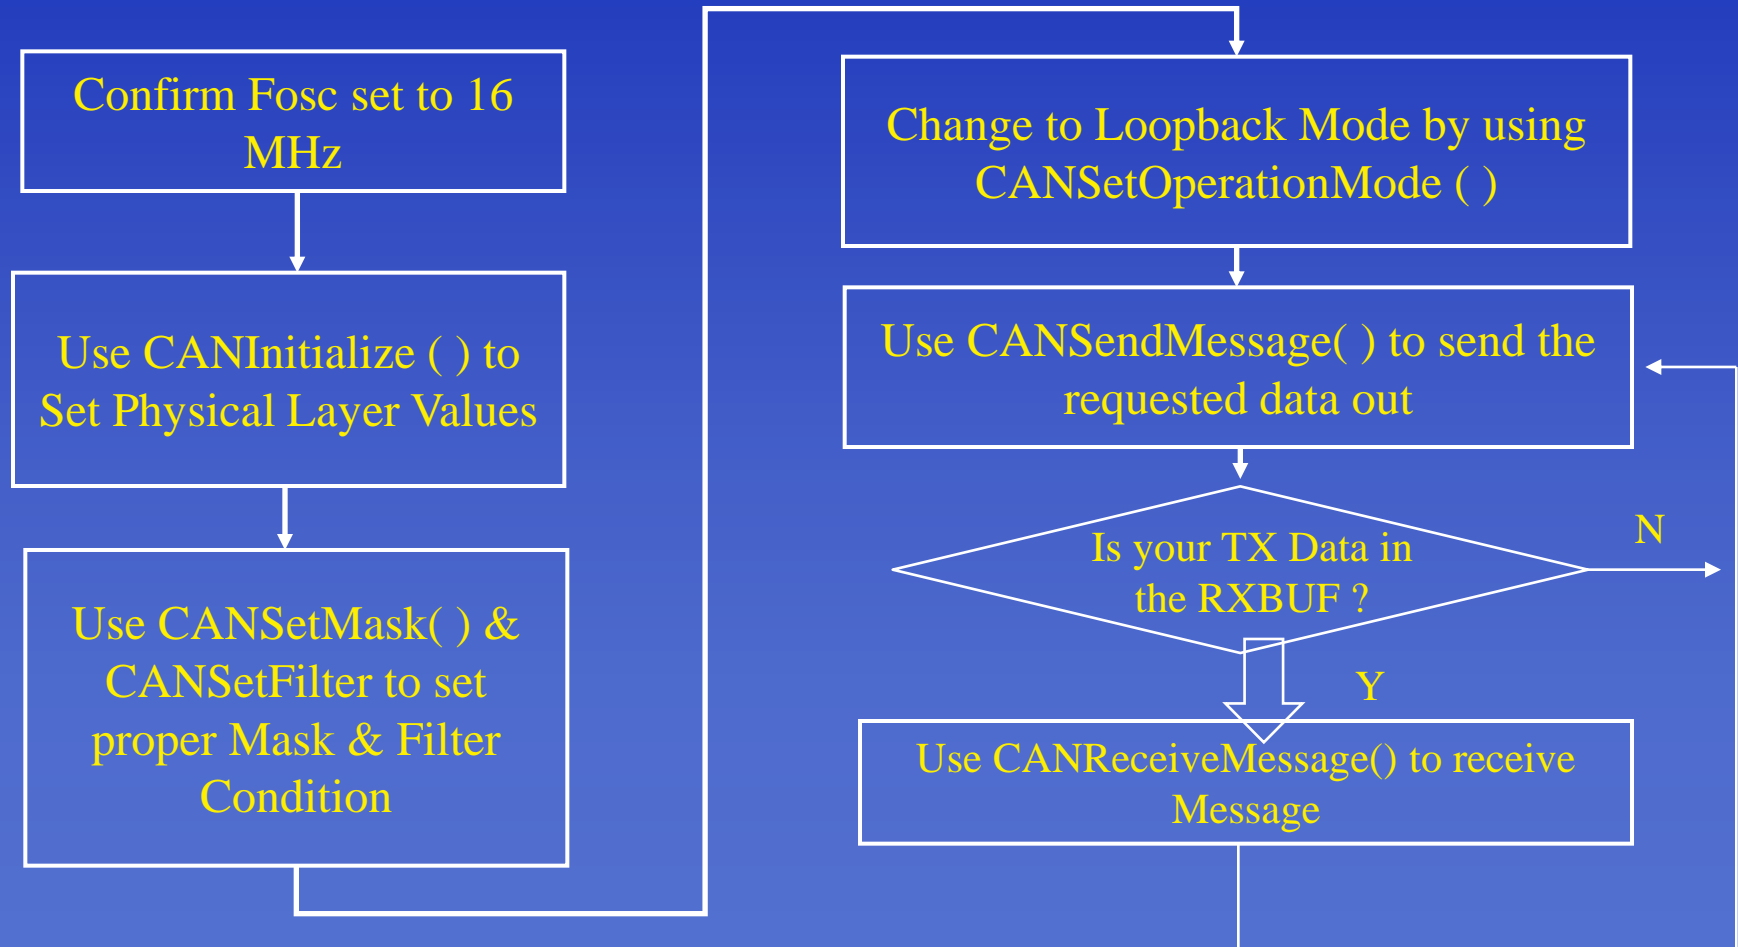 Confirm Fosc set to 16
MHz
Use CANInitialize ( ) to
Set Physical Layer Values
Use CANSetMask( ) &
CANSetFilter to set
proper Mask & Filter
Condition
Change to Loopback Mode by using
CANSetOperationMode ( )
Use CANSendMessage( ) to send the
requested data out
Is your TX Data in
the RXBUF ?
N
Y
Use CANReceiveMessage() to receive
Message